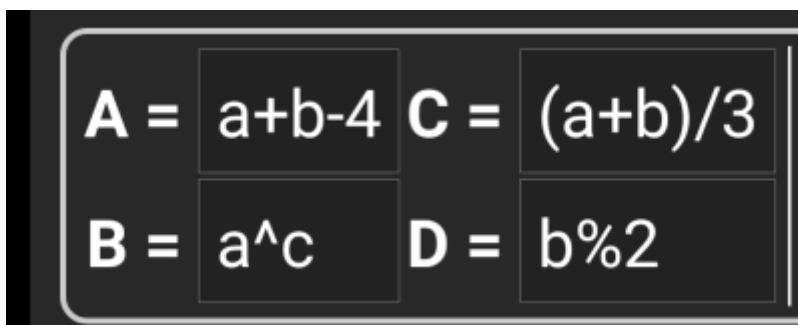 A = a+b-4 C = (a+b)/3
B = a^c D = b%2